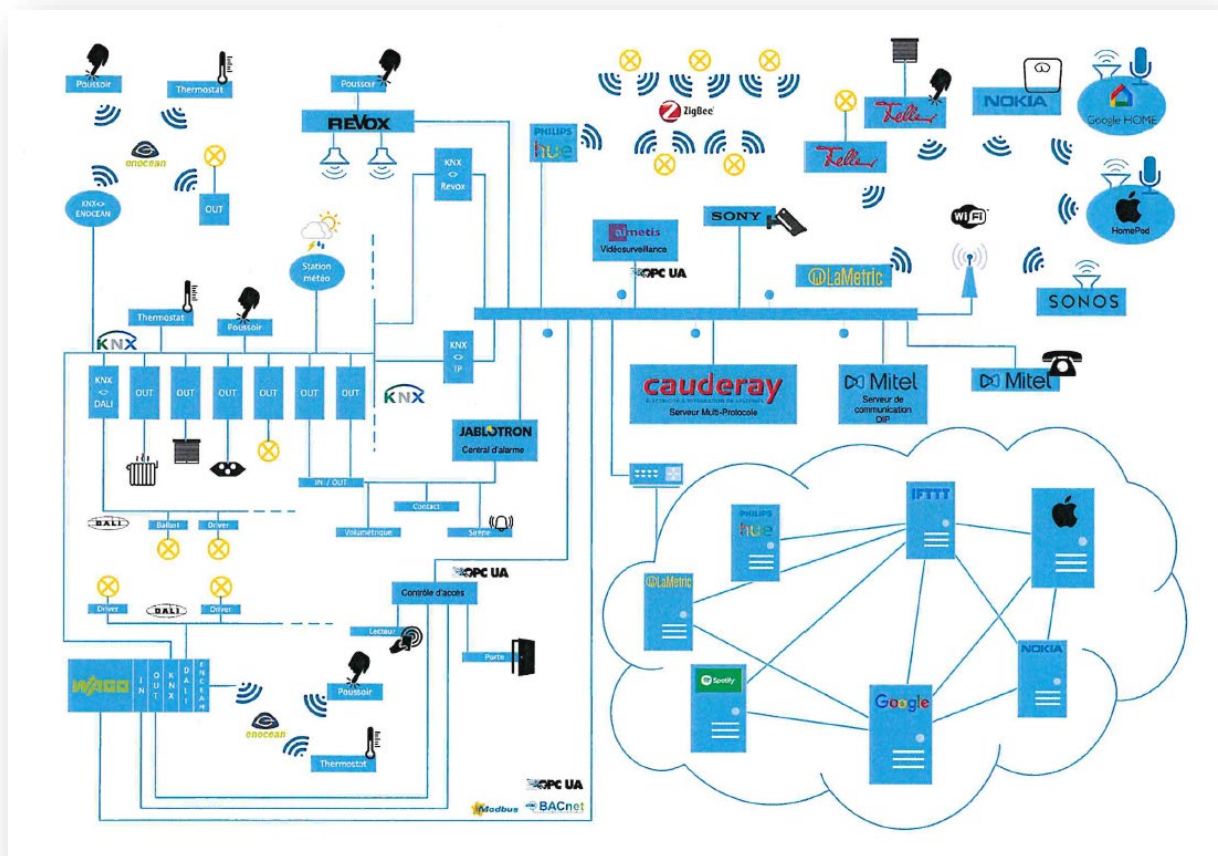 Poussoir
Thermostat
enocean
KNX<>
ENOCEAN
OUT
Poussoir
REVOX
KNX
<>
Revox
Station
météo
PHILIPS
hue
ZigBee
Feller
Feller
NOKIA
Google HOME
HomePod
WiFi
SONOS
LaMetric
SONY
aimetis
Vidéosurveillance
OPC UA
Thermostat
Poussoir
KNX
KNX
<>
DALI
OUT
OUT
OUT
OUT
OUT
OUT
KNX
KNX
<>
IP
JABLOTRON
Central d'alarme
cauderay
Serveur Multi-Protocole
Mitel
Serveur de
communication
OIP
Mitel
IN / OUT
Contact
Volumétrique
Sirène
DALI
Ballast
Driver
Driver
DALI
Driver
OPC UA
Contrôle d'accès
Lecteur
Porte
WAGO
IN
OUT
KNX
DALI
ENOCEAN
enocean
Poussoir
Thermostat
OPC UA
Modbus
BACnet
PHILIPS
hue
IFTTT
LaMetric
Spotify
Google
NOKIA